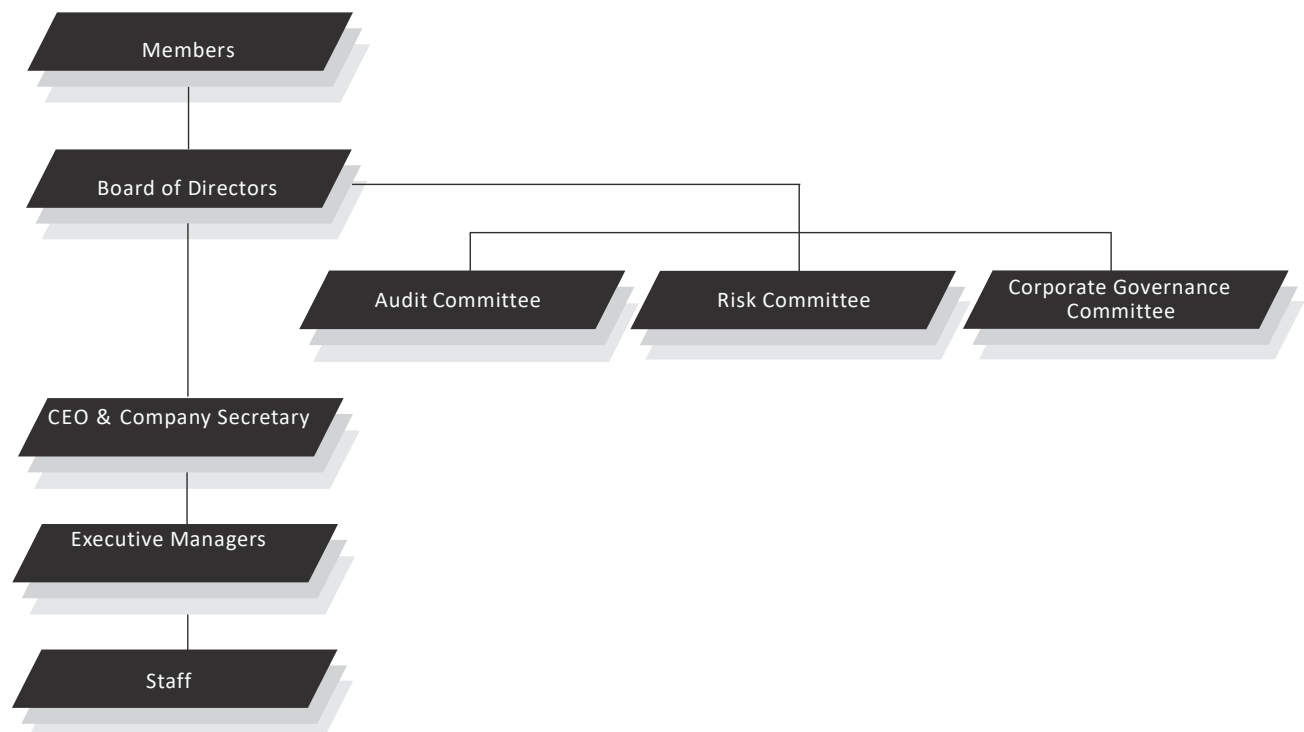 Members
Board of Directors
Audit Committee
Risk Committee
Corporate Governance
Committee
CEO & Company Secretary
Executive Managers
Staff